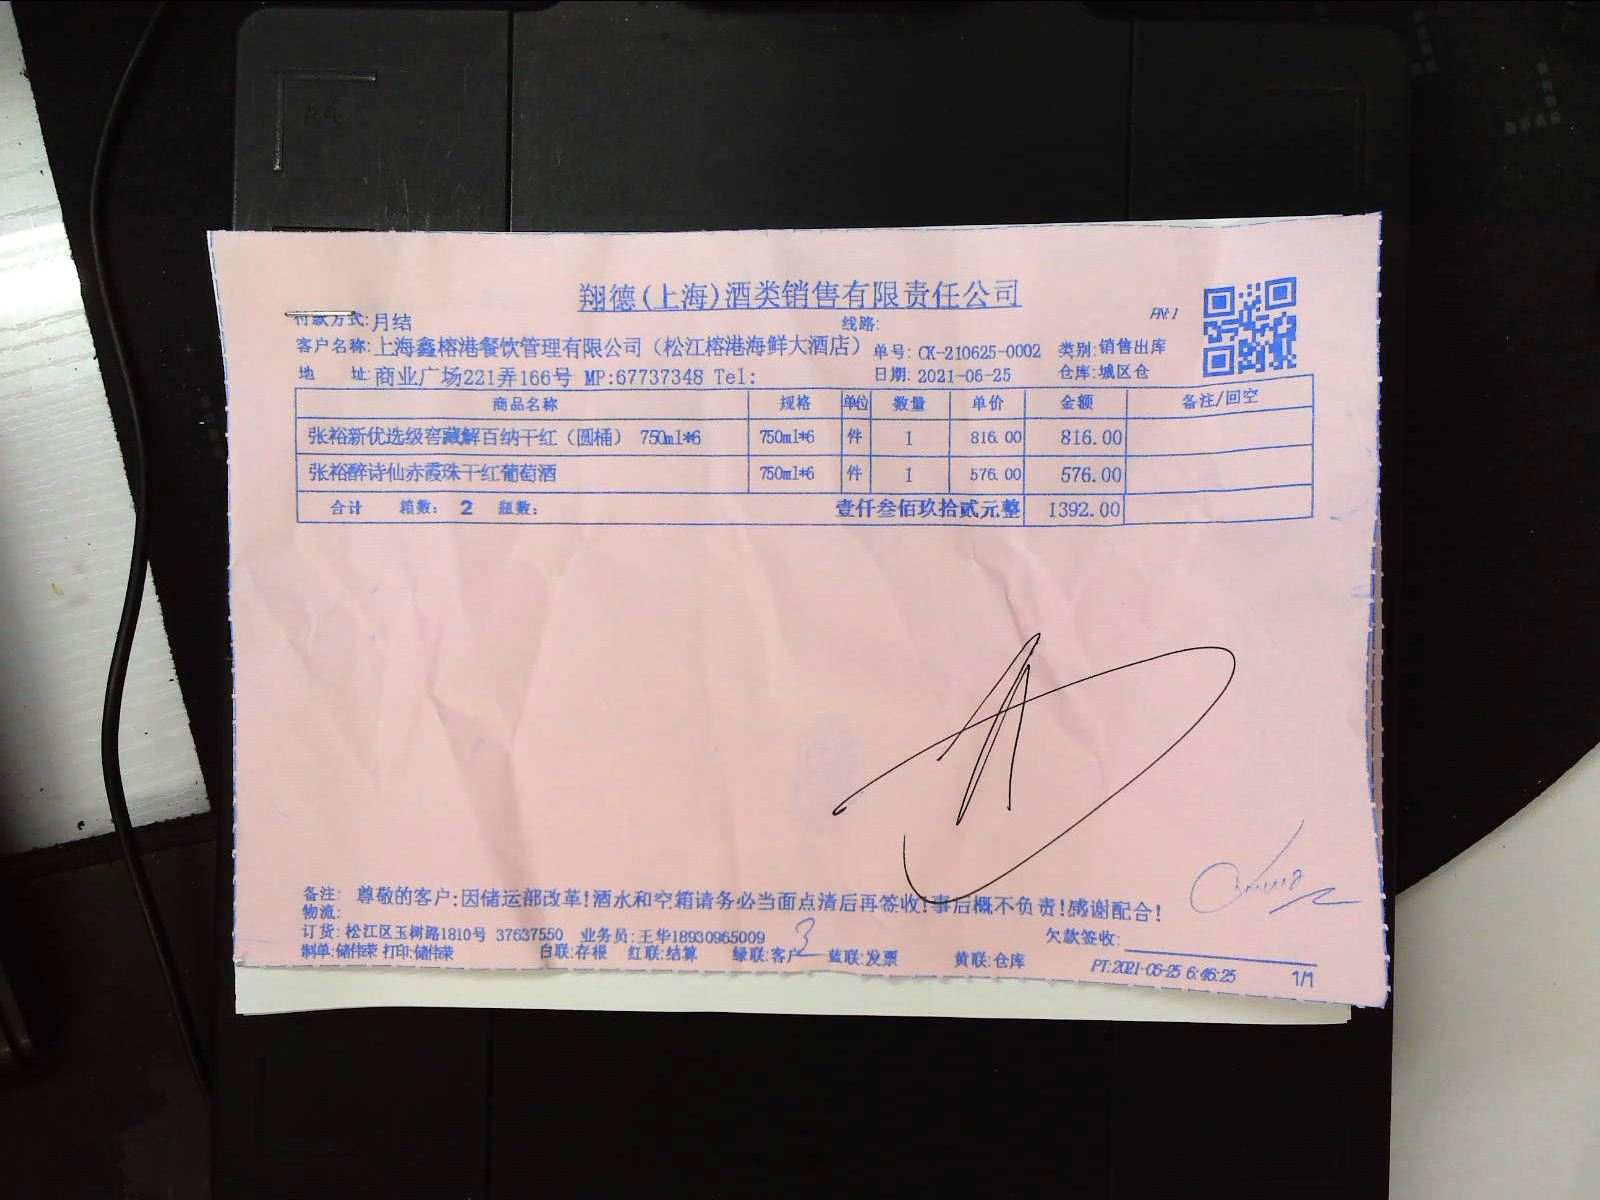 翔德(上海)酒类销售有限责任公司
付款方式:月结 线路: PN:1
客户名称:上海鑫榕港餐饮管理有限公司（松江榕港海鲜大酒店） 单号: CK-210625-0002 类别:销售出库
地 址:商业广场221弄166号 MP:67737348 Tel: 日期: 2021-06-25 仓库:城区仓
商品名称 规格 单位 数量 单价 金额 备注/回空
张裕新优选级窖藏解百纳干红（圆桶） 750ml*6 750ml*6 件 1 816.00 816.00
张裕醉诗仙赤霞珠干红葡萄酒 750ml*6 件 1 576.00 576.00
合计 箱数: 2 瓶数: 壹仟叁佰玖拾贰元整 1392.00
备注: 尊敬的客户:因储运部改革!酒水和空箱请务必当面点清后再签收!事后概不负责!感谢配合!
物流:
订货: 松江区玉树路1810号 37637550 业务员:王华18930965009 3 欠款签收:
制单:储伟荣 打印:储伟荣 白联:存根 红联:结算 绿联:客户 蓝联:发票 黄联:仓库 PT:2021-06-25 6:46:25 1/1